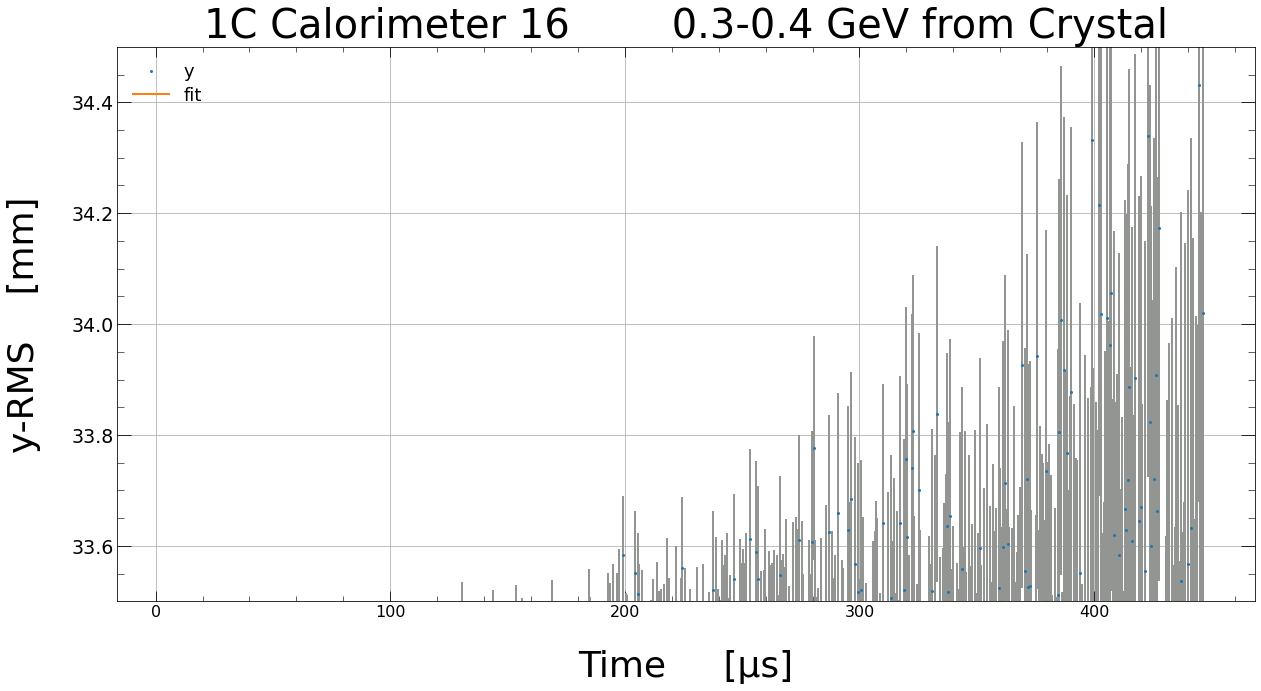 1C Calorimeter 16 0.3-0.4 GeV from Crystal
y
fit
34.4
34.2
34.0
33.8
33.6
y-RMS [mm]
0 100 200 300 400
Time [µs]